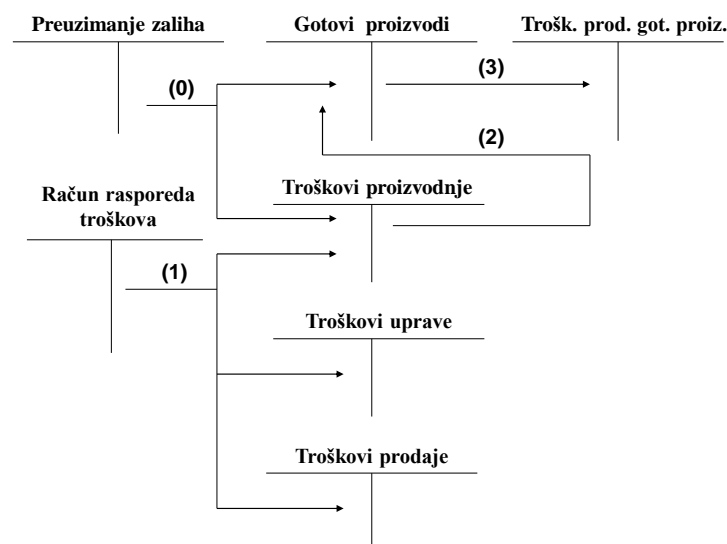 Preuzimanje zaliha
Gotovi proizvodi
Trošk. prod. got. proiz.
(0)
(3)
(2)
Račun rasporeda
troškova
Troškovi proizvodnje
(1)
Troškovi uprave
Troškovi prodaje